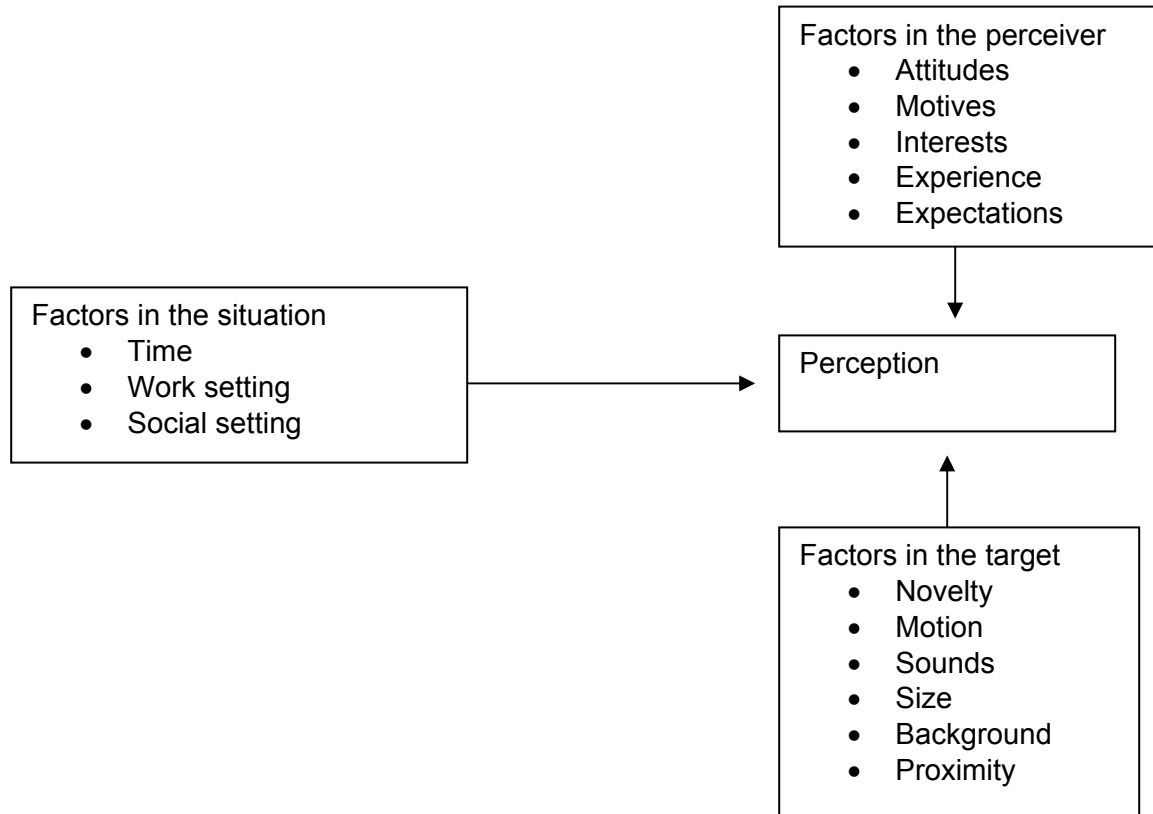 Factors in the perceiver
• Attitudes
• Motives
• Interests
• Experience
• Expectations
Factors in the situation
• Time
• Work setting
• Social setting
Perception
Factors in the target
• Novelty
• Motion
• Sounds
• Size
• Background
• Proximity